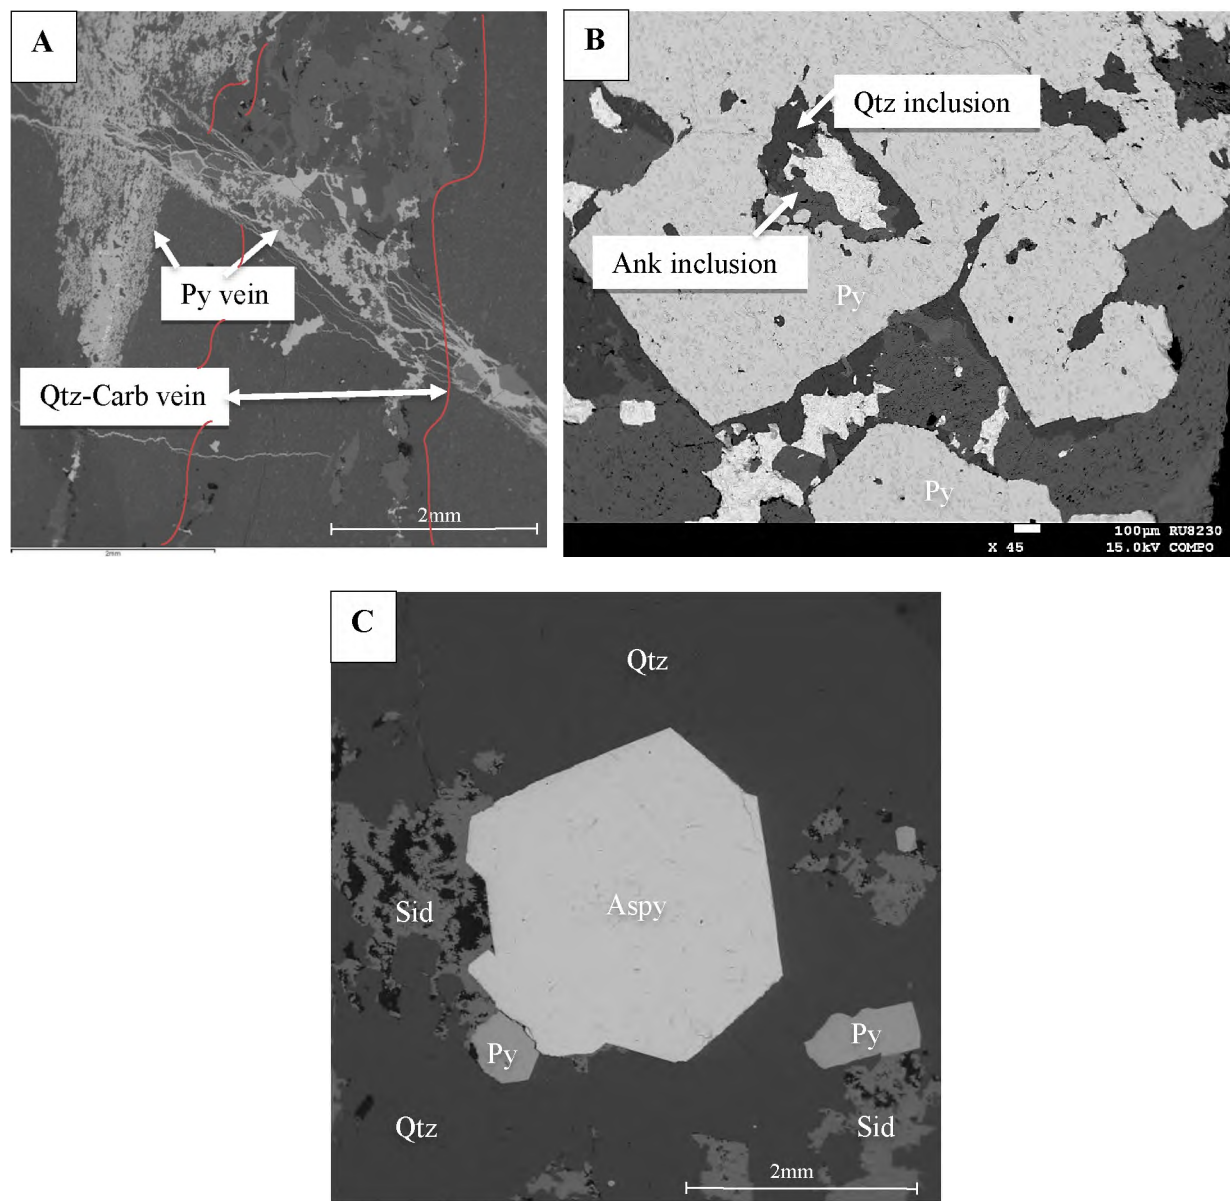 A
Py vein
Qtz-Carb vein
2mm
2mm
B
Qtz inclusion
Ank inclusion
Py
Py
100µm RU8230
X 45 15.0kV COMPO
C
Qtz
Sid
Aspy
Py
Py
Qtz
Sid
2mm